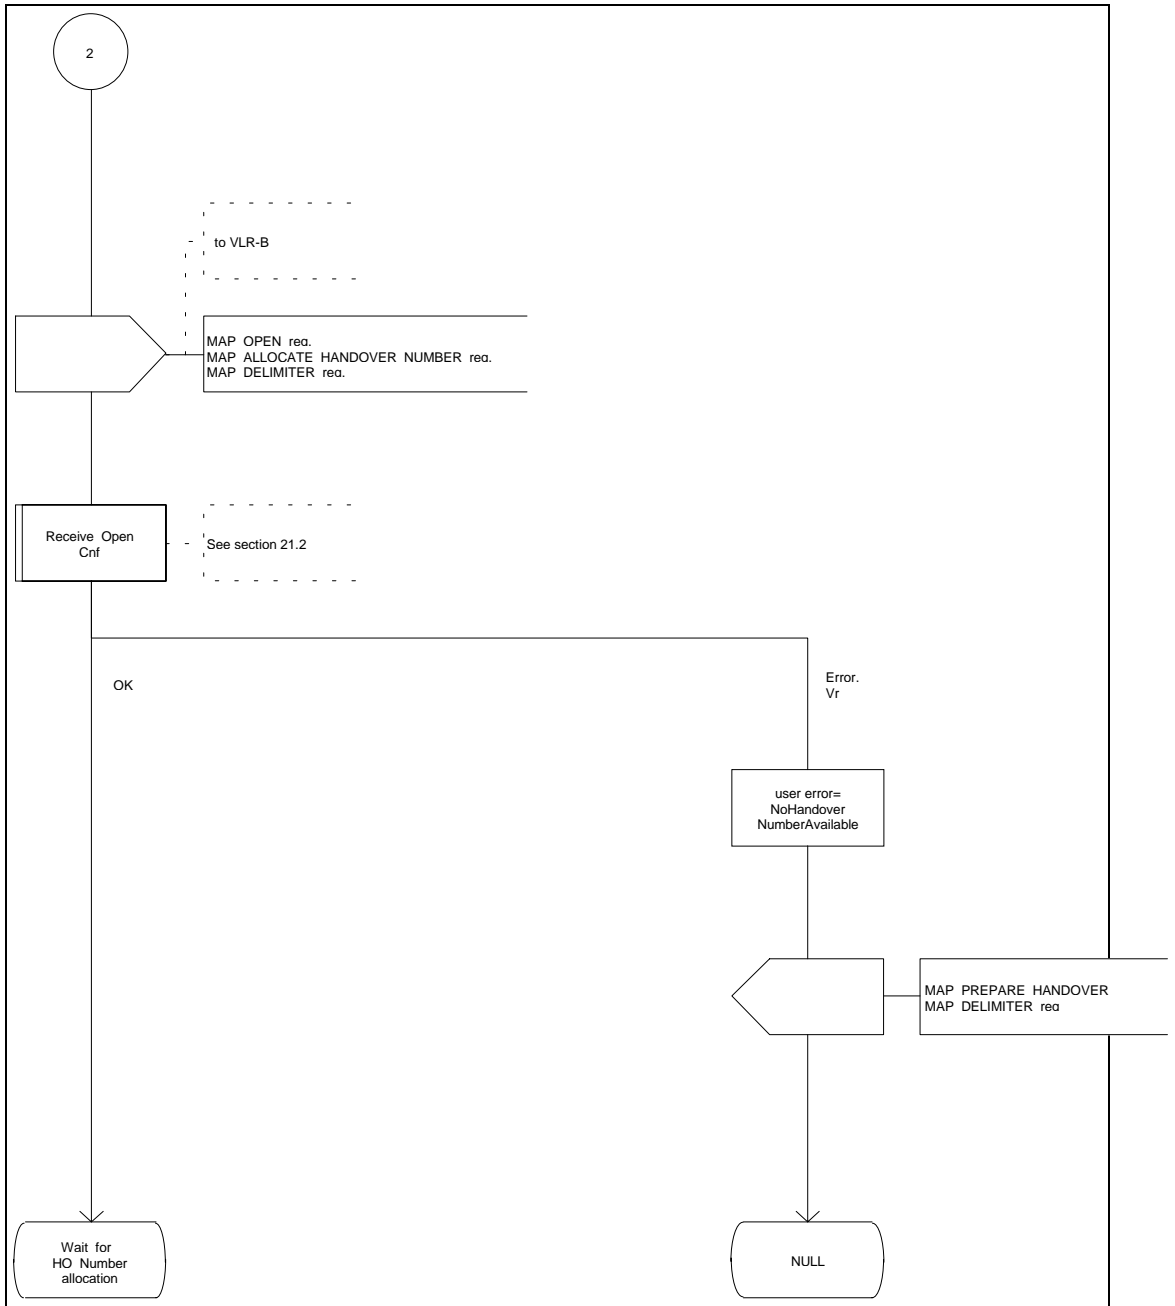 2
to VLR-B
MAP OPEN req.
MAP ALLOCATE HANDOVER NUMBER req.
MAP DELIMITER req.
Receive Open
Cnf
See section 21.2
OK
Error.
Vr
user error=
NoHandover
NumberAvailable
MAP PREPARE HANDOVER
MAP DELIMITER req
Wait for
HO Number
allocation
NULL